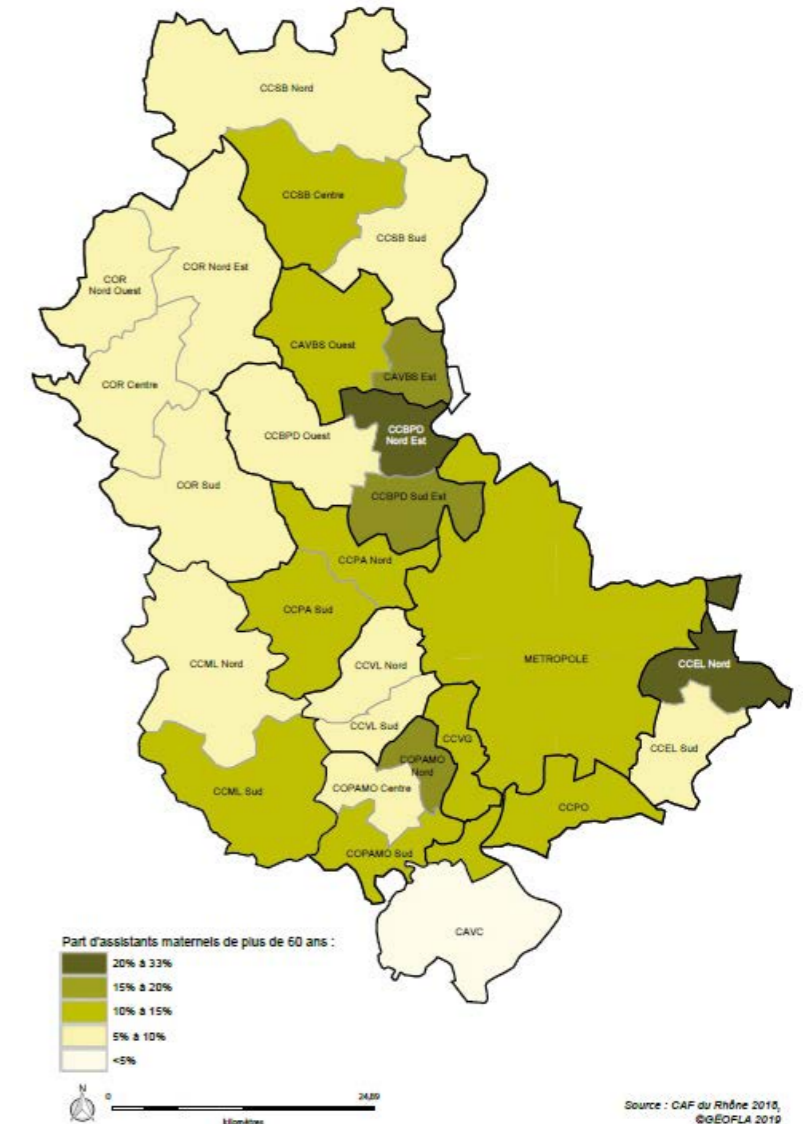 CCSB Nord
CCSB Centre
CCSB Sud
COR Nord Est
COR
Nord Ouest
CAVBS Ouest
CAVBS Est
COR Centre
CCBPD
Nord Est
CCBPD Ouest
COR Sud
CCBPD Sud Est
CCPA Nord
CCPA Sud
METROPOLE
CCML Nord
CCVL Nord
CCEL Nord
CCVL Sud
CCVG
CCEL Sud
COPAMO
Nord
CCML Sud
COPAMO Centre
CCPO
COPAMO Sud
CAVC
Part d'assistants maternels de plus de 60 ans :
20% à 33%
15% à 20%
10% à 15%
5% à 10%
<5%
N
0
24,89
kilomètres
Source : CAF du Rhône 2018,
©GÉOFLA 2019